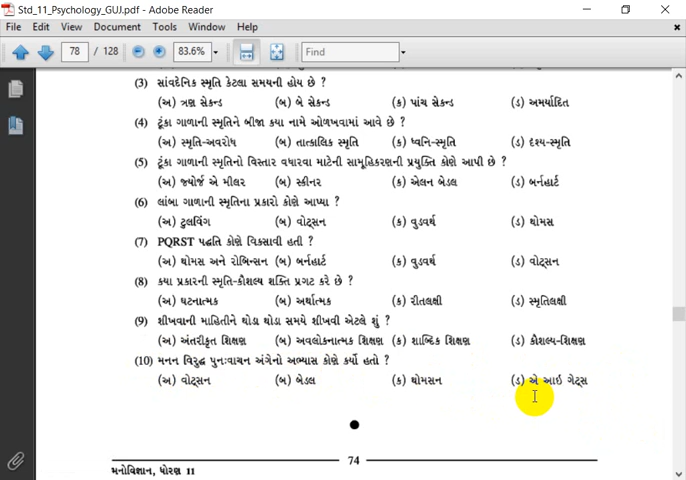 Std_11_Psychology_GUJ.pdf - Adobe Reader
File Edit View Document Tools Window Help
78 / 128 83.6% Find
(3) સાંવદેનિક સ્મૃતિ કેટલા સમયની હોય છે ?
(અ) ત્રણ સેકન્ડ (બ) બે સેકન્ડ (ક) પાંચ સેકન્ડ (ડ) અમર્યાદિત
(4) ટૂંકા ગાળાની સ્મૃતિને બીજા ક્યા નામે ઓળખવામાં આવે છે ?
(અ) સ્મૃતિ-અવરોધ (બ) તાત્કાલિક સ્મૃતિ (ક) ધ્વનિ-સ્મૃતિ (ડ) દૃશ્ય-સ્મૃતિ
(5) ટૂંકા ગાળાની સ્મૃતિનો વિસ્તાર વધારવા માટેની સામૂહિકરણની પ્રયુક્તિ કોણે આપી છે ?
(અ) જ્યોર્જ એ મીલર (બ) સ્કીનર (ક) એલન બેડલ (ડ) બર્નહાર્ટ
(6) લાંબા ગાળાની સ્મૃતિના પ્રકારો કોણે આપ્યા ?
(અ) ટુલવિંગ (બ) વોટ્સન (ક) વુડવર્થ (ડ) થોમસ
(7) PQRST પદ્ધતિ કોણે વિકસાવી હતી ?
(અ) થોમસ અને રોબિન્સન (બ) બર્નહાર્ટ (ક) વુડવર્થ (ડ) વોટ્સન
(8) ક્યા પ્રકારની સ્મૃતિ-કૌશલ્ય શક્તિ પ્રગટ કરે છે ?
(અ) ઘટનાત્મક (બ) અર્થાત્મક (ક) રીતલક્ષી (ડ) સ્મૃતિલક્ષી
(9) શીખવાની માહિતીને થોડા થોડા સમયે શીખવી એટલે શું ?
(અ) અંતરીકૃત શિક્ષણ (બ) અવલોકનાત્મક શિક્ષણ (ક) શાબ્દિક શિક્ષણ (ડ) કૌશલ્ય-શિક્ષણ
(10) મનન વિરુદ્ધ પુનઃવાચન અંગેનો અભ્યાસ કોણે કર્યો હતો ?
(અ) વોટ્સન (બ) બેડલ (ક) થોમસન (ડ) એ આઇ ગેટ્સ
74
મનોવિજ્ઞાન, ધોરણ 11